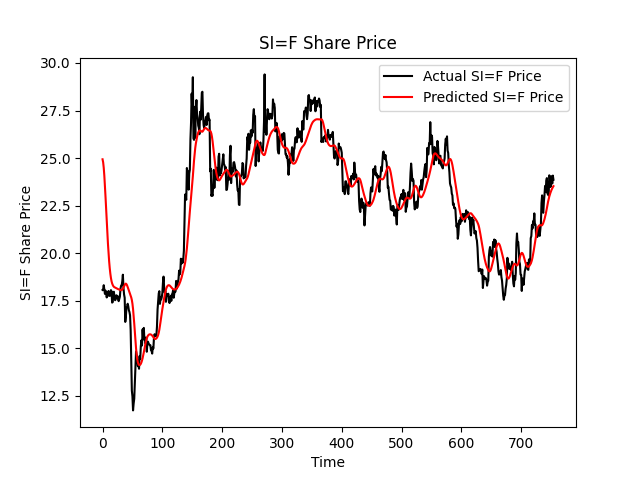 SI=F Share Price
Actual SI=F Price
Predicted SI=F Price
SI=F Share Price
30.0
27.5
25.0
22.5
20.0
17.5
15.0
12.5
0 100 200 300 400 500 600 700
Time